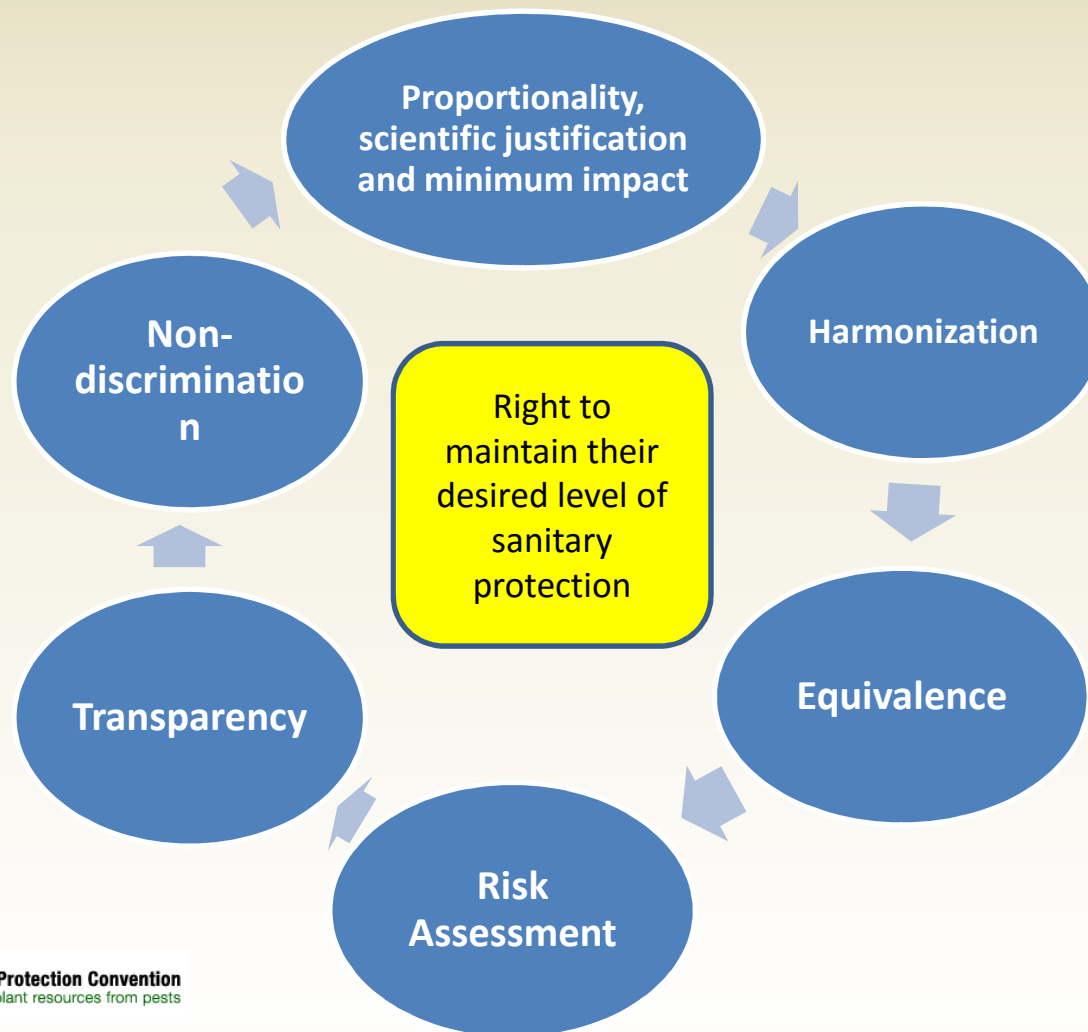 Proportionality,
scientific justification
and minimum impact
Harmonization
Equivalence
Risk
Assessment
Transparency
Non-
discriminatio
n
Right to
maintain their
desired level of
sanitary
protection
Protection Convention
plant resources from pests